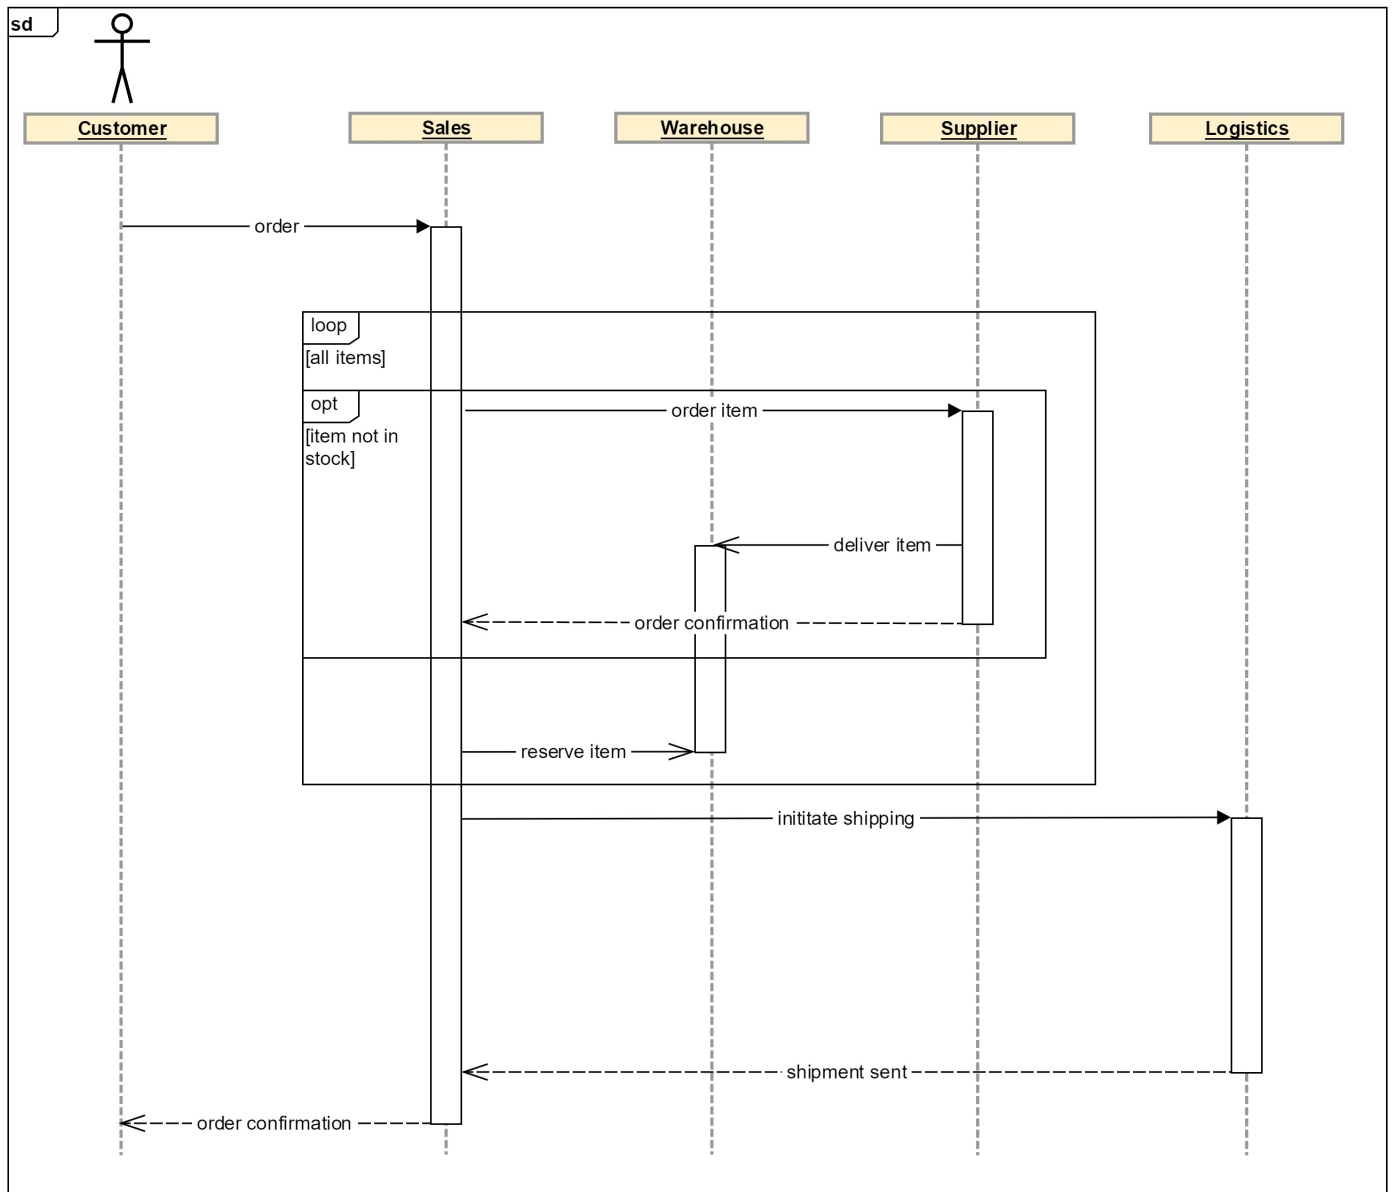 sd
Customer
Sales
Warehouse
Supplier
Logistics
order
loop
[all items]
opt
order item
[item not in
stock]
deliver item
order confirmation
reserve item
inititate shipping
shipment sent
order confirmation